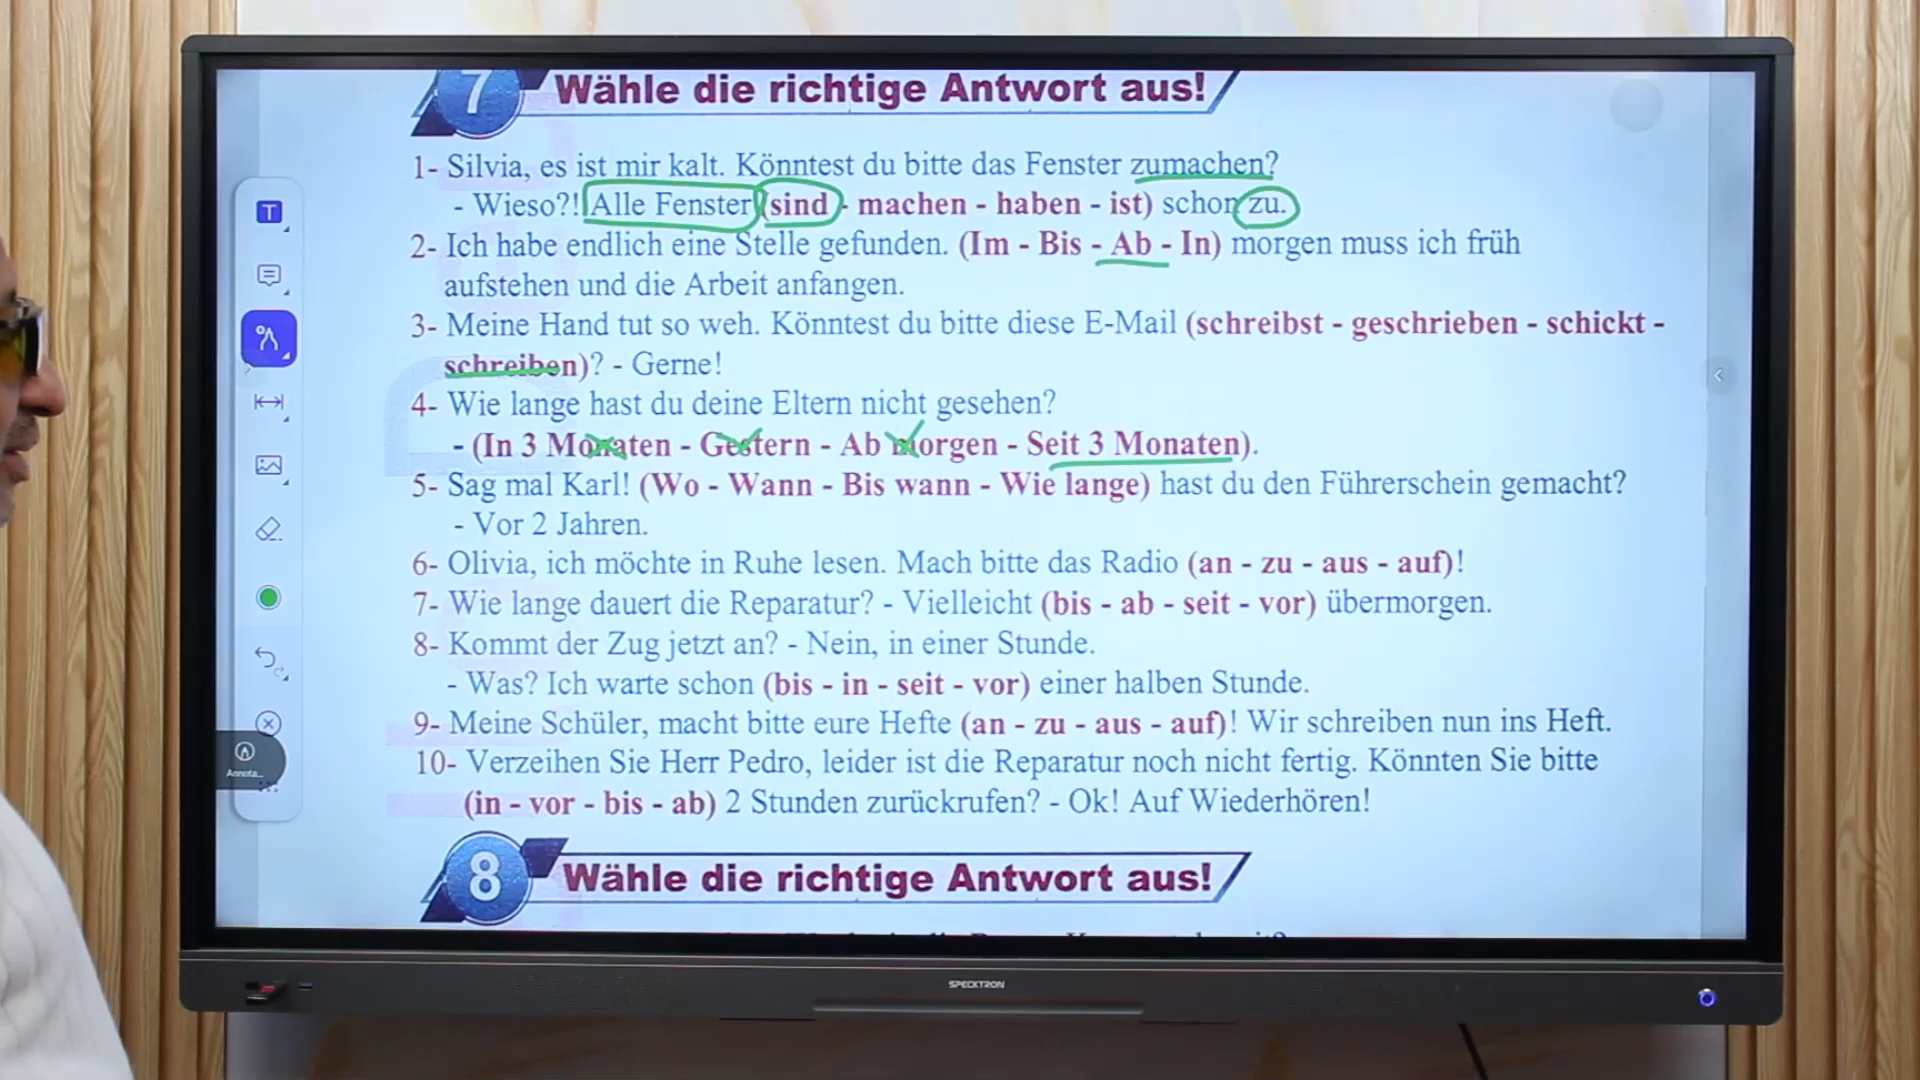 7 Wähle die richtige Antwort aus!
1- Silvia, es ist mir kalt. Könntest du bitte das Fenster zumachen?
- Wieso?! Alle Fenster (sind - machen - haben - ist) schon zu.
2- Ich habe endlich eine Stelle gefunden. (Im - Bis - Ab - In) morgen muss ich früh
aufstehen und die Arbeit anfangen.
3- Meine Hand tut so weh. Könntest du bitte diese E-Mail (schreibst - geschrieben - schickt -
schreiben)? - Gerne!
4- Wie lange hast du deine Eltern nicht gesehen?
- (In 3 Monaten - Gestern - Ab morgen - Seit 3 Monaten).
5- Sag mal Karl! (Wo - Wann - Bis wann - Wie lange) hast du den Führerschein gemacht?
- Vor 2 Jahren.
6- Olivia, ich möchte in Ruhe lesen. Mach bitte das Radio (an - zu - aus - auf)!
7- Wie lange dauert die Reparatur? - Vielleicht (bis - ab - seit - vor) übermorgen.
8- Kommt der Zug jetzt an? - Nein, in einer Stunde.
- Was? Ich warte schon (bis - in - seit - vor) einer halben Stunde.
9- Meine Schüler, macht bitte eure Hefte (an - zu - aus - auf)! Wir schreiben nun ins Heft.
10- Verzeihen Sie Herr Pedro, leider ist die Reparatur noch nicht fertig. Könnten Sie bitte
(in - vor - bis - ab) 2 Stunden zurückrufen? - Ok! Auf Wiederhören!
8 Wähle die richtige Antwort aus!
T
Annota...
SPECKTRON